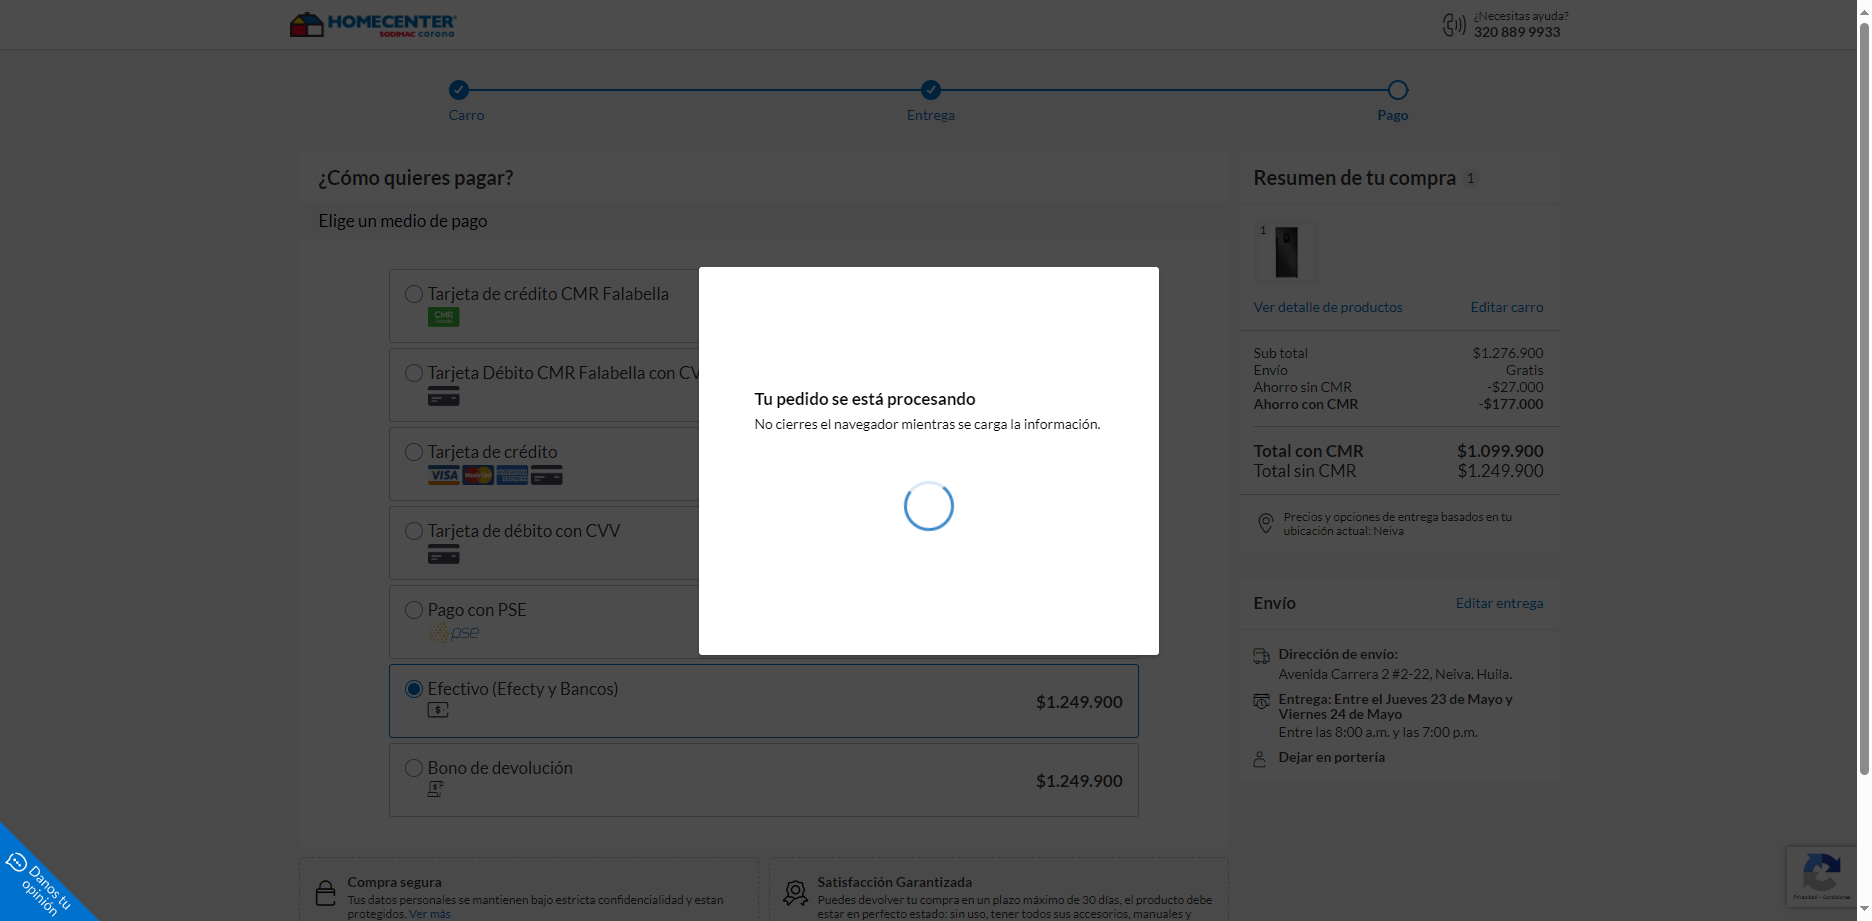 HOMECENTER
SODIMAC corona
¿Necesitas ayuda?
320 889 9933
Carro
Entrega
Pago
¿Cómo quieres pagar?
Elige un medio de pago
Tarjeta de crédito CMR Falabella
CMR
Tarjeta Débito CMR Falabella con CV
Tarjeta de crédito
VISA
MasterCard
AMERICAN EXPRESS
Tarjeta de débito con CVV
Pago con PSE
pse
Efectivo (Efecty y Bancos)
$1.249.900
Bono de devolución
$1.249.900
Tu pedido se está procesando
No cierres el navegador mientras se carga la información.
Resumen de tu compra 1
1
Ver detalle de productos
Editar carro
Sub total $1.276.900
Envío Gratis
Ahorro sin CMR -$27.000
Ahorro con CMR -$177.000
Total con CMR $1.099.900
Total sin CMR $1.249.900
Precios y opciones de entrega basados en tu
ubicación actual: Neiva
Envío
Editar entrega
Dirección de envío:
Avenida Carrera 2 #2-22, Neiva, Huila.
Entrega: Entre el Jueves 23 de Mayo y
Viernes 24 de Mayo
Entre las 8:00 a.m. y las 7:00 p.m.
Dejar en portería
Compra segura
Tus datos personales se mantienen bajo estricta confidencialidad y estan
protegidos. Ver más
Satisfacción Garantizada
Puedes devolver tu compra en un plazo máximo de 30 días, el producto debe
estar en perfecto estado: sin uso, tener todos sus accesorios, manuales y
Danos tu
opinión
Privacidad - Condiciones